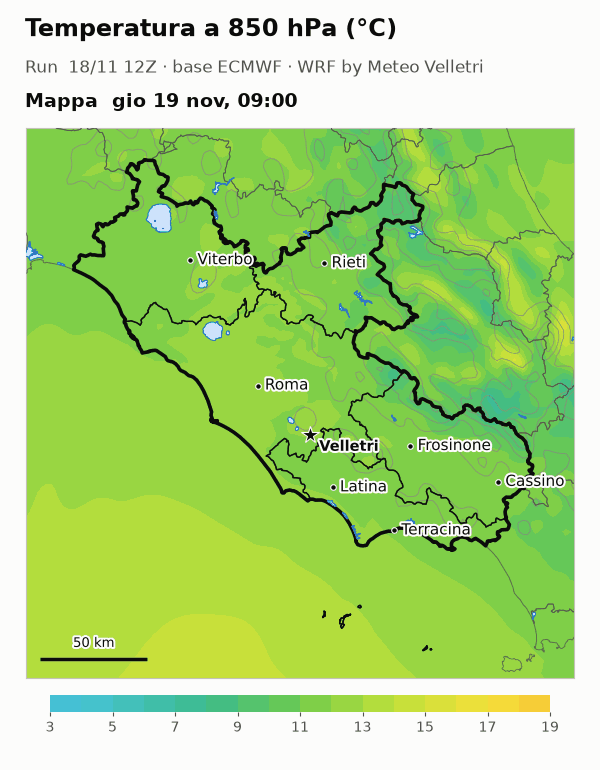 Temperatura a 850 hPa (°C)
Run  18/11 12Z · base ECMWF · WRF by Meteo Velletri
Mappa  gio 19 nov, 09:00
Viterbo
Rieti
Roma
Velletri
Frosinone
Latina
Cassino
Terracina
50 km
3 5 7 9 11 13 15 17 19